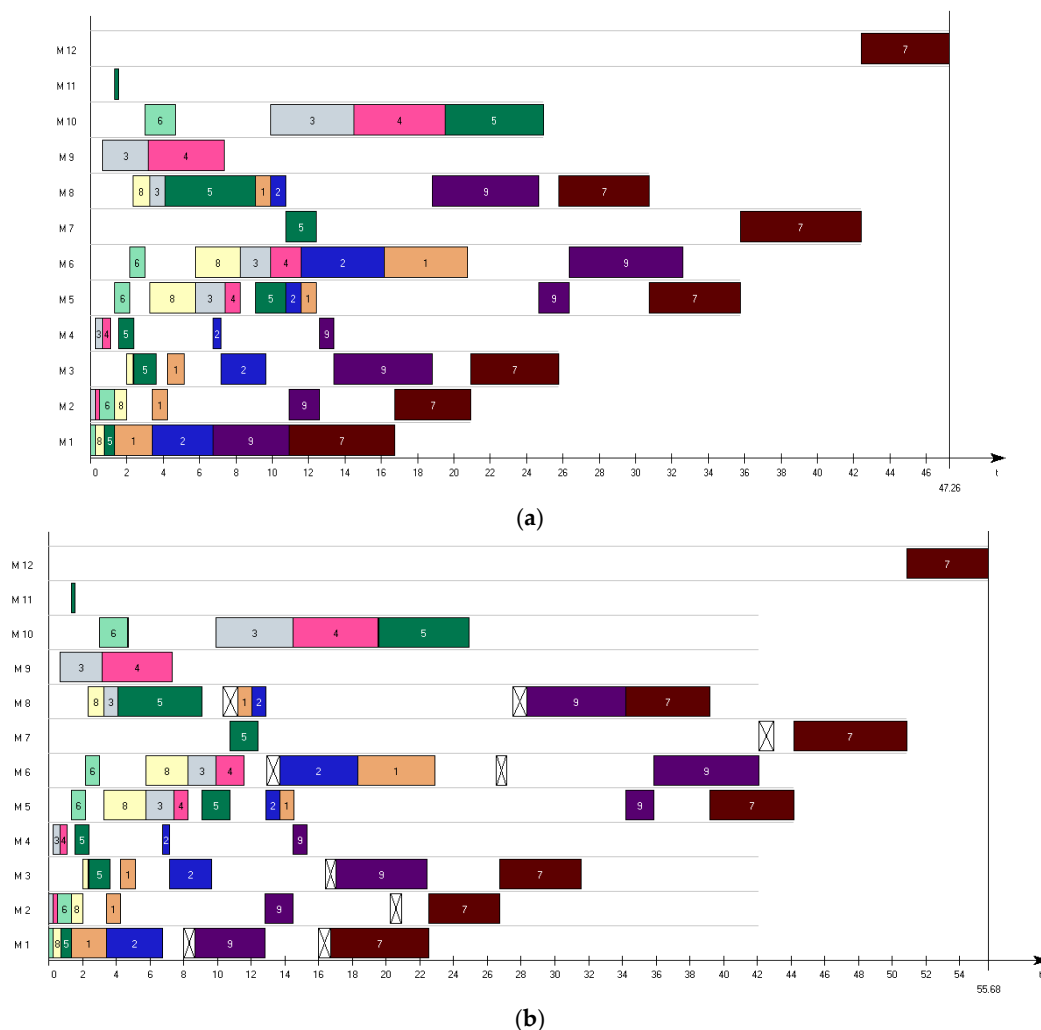 M 12 7
M 11
M 10 6 3 4 5
M 9 3 4
M 8 8 3 5 1 2 9 7
M 7 5 7
M 6 6 8 3 4 2 1 9
M 5 6 8 3 4 5 2 1 9 7
M 4 3 4 5 2 9
M 3 5 1 2 9 7
M 2 6 8 1 9 7
M 1 8 5 1 2 9 7
0 2 4 6 8 10 12 14 16 18 20 22 24 26 28 30 32 34 36 38 40 42 44 46 t
47.26
(a)
M 12 7
M 11
M 10 6 3 4 5
M 9 3 4
M 8 8 3 5 1 2 9 7
M 7 5 7
M 6 6 8 3 4 2 1 9
M 5 6 8 3 4 5 2 1 9 7
M 4 3 4 5 2 9
M 3 5 1 2 9 7
M 2 6 8 1 9 7
M 1 8 5 1 2 9 7
0 2 4 6 8 10 12 14 16 18 20 22 24 26 28 30 32 34 36 38 40 42 44 46 48 50 52 54 t
55.68
(b)